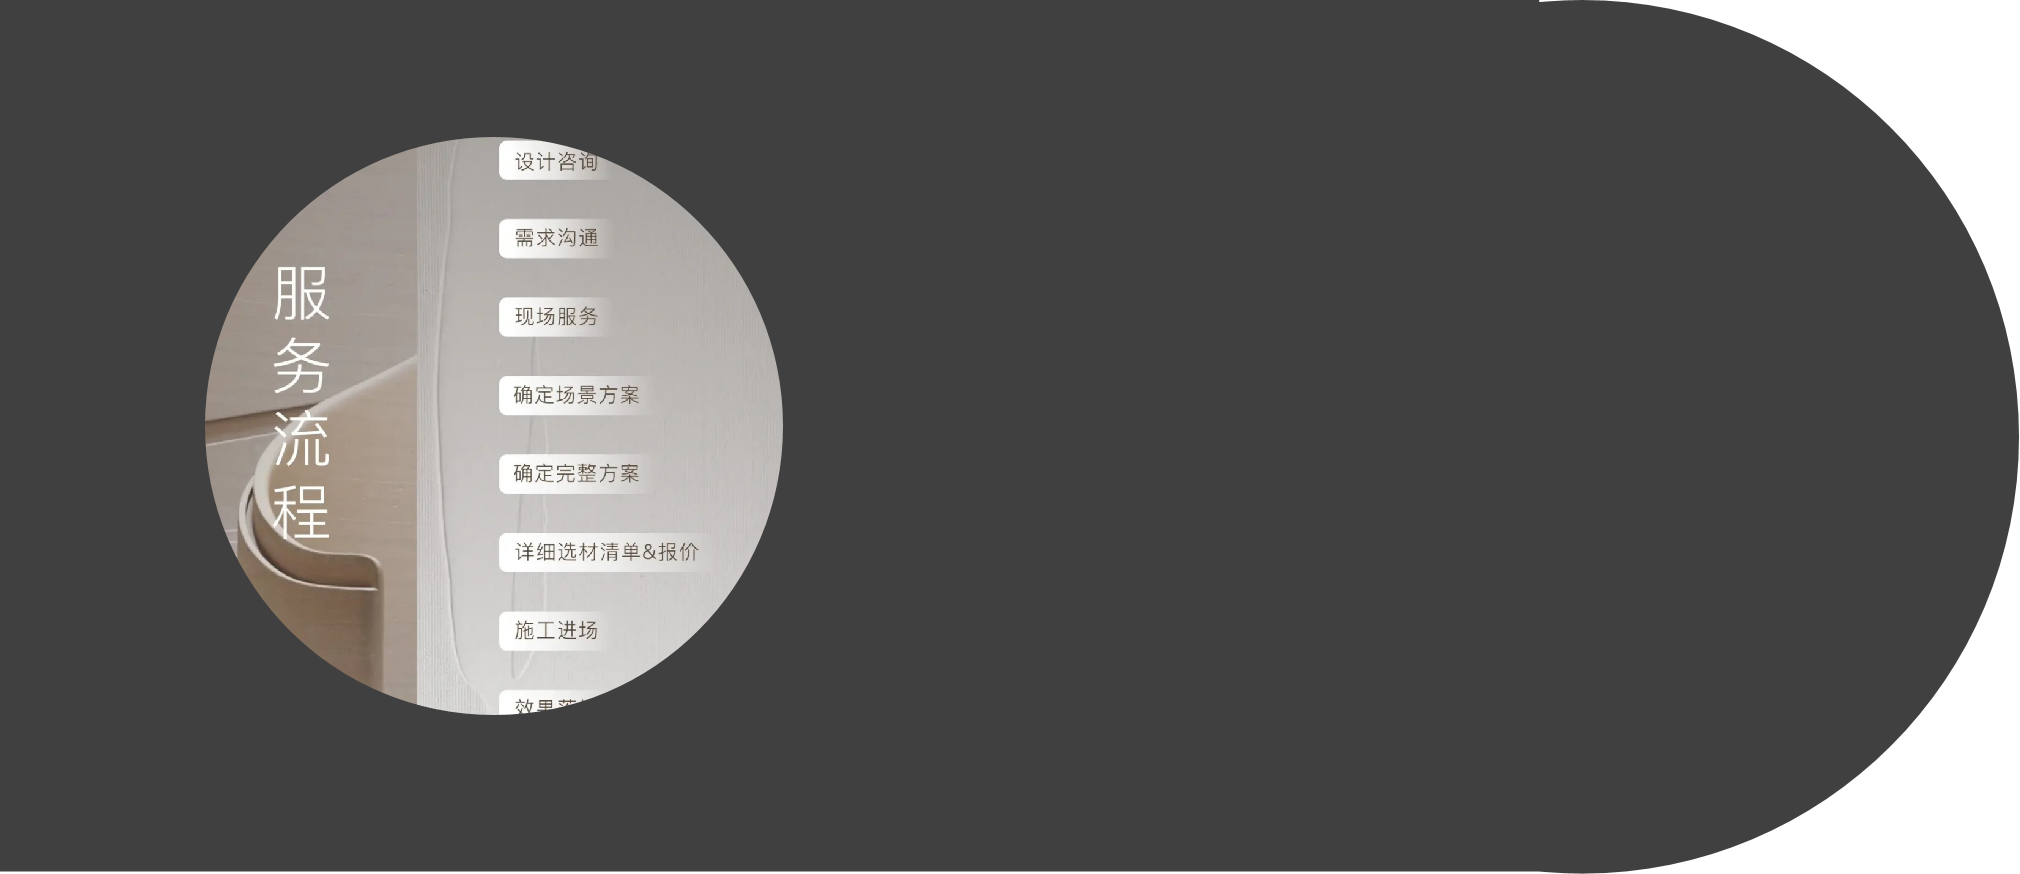 服务流程
设计咨询
需求沟通
现场服务
确定场景方案
确定完整方案
详细选材清单&报价
施工进场
效果